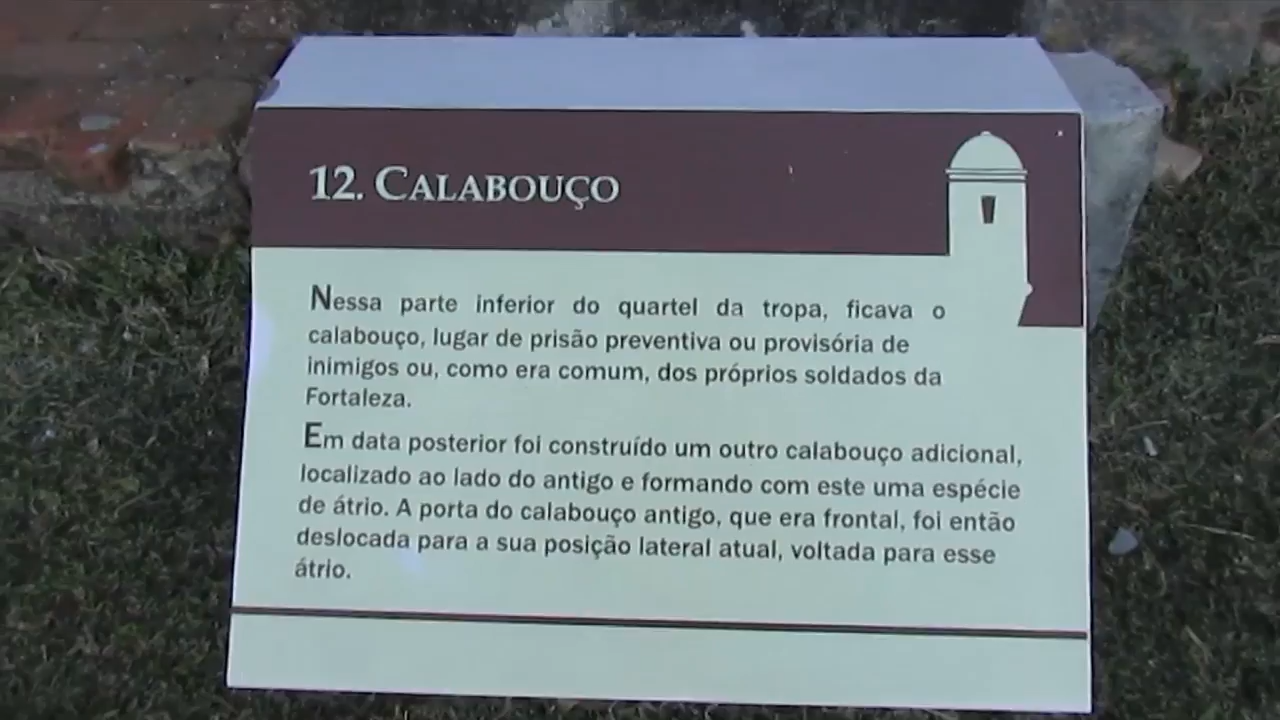 12. CALABOUÇO
Nessa parte inferior do quartel da tropa, ficava o
calabouço, lugar de prisão preventiva ou provisória de
inimigos ou, como era comum, dos próprios soldados da
Fortaleza.
Em data posterior foi construído um outro calabouço adicional,
localizado ao lado do antigo e formando com este uma espécie
de átrio. A porta do calabouço antigo, que era frontal, foi então
deslocada para a sua posição lateral atual, voltada para esse
átrio.